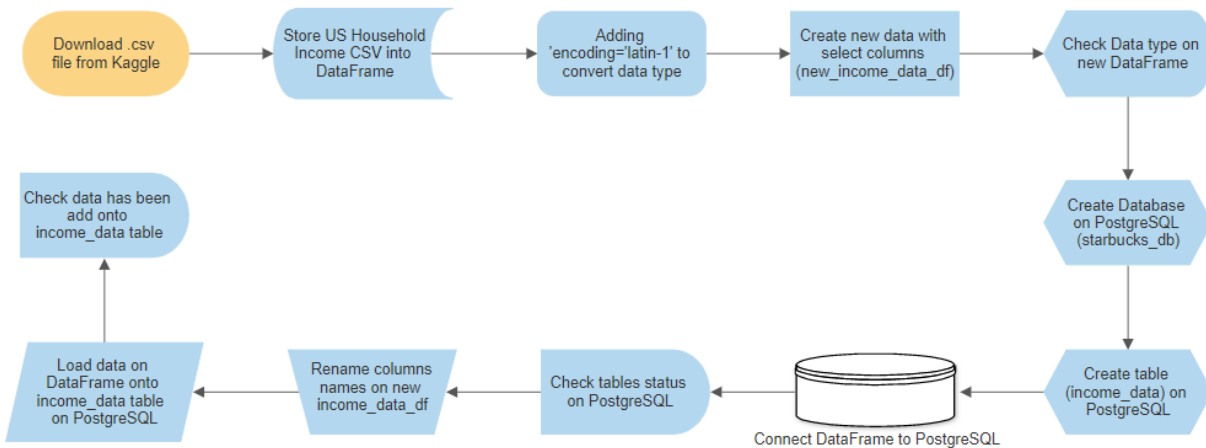 Download .csv
file from Kaggle
Store US Household
Income CSV into
DataFrame
Adding
'encoding='latin-1' to
convert data type
Create new data with
select columns
(new_income_data_df)
Check Data type on
new DataFrame
Create Database
on PostgreSQL
(starbucks_db)
Create table
(income_data) on
PostgreSQL
Connect DataFrame to PostgreSQL
Check tables status
on PostgreSQL
Rename columns
names on new
income_data_df
Load data on
DataFrame onto
income_data table
on PostgreSQL
Check data has been
add onto
income_data table